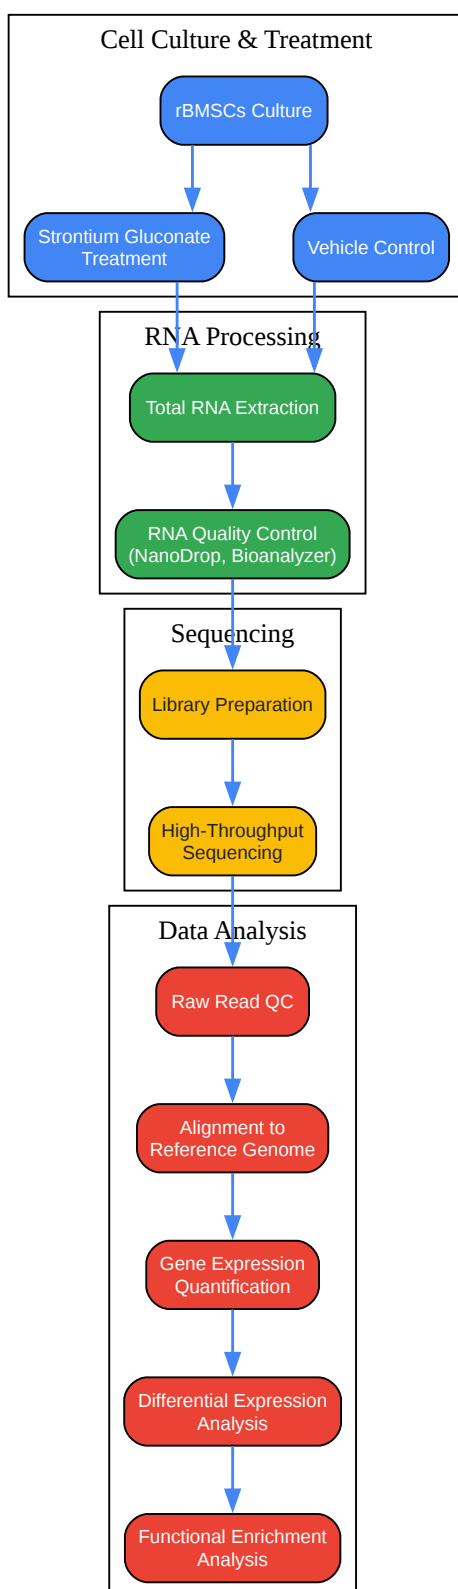 Cell Culture & Treatment
rBMSCs Culture
Strontium Gluconate
Treatment
Vehicle Control
RNA Processing
Total RNA Extraction
RNA Quality Control
(NanoDrop, Bioanalyzer)
Sequencing
Library Preparation
High-Throughput
Sequencing
Data Analysis
Raw Read QC
Alignment to
Reference Genome
Gene Expression
Quantification
Differential Expression
Analysis
Functional Enrichment
Analysis